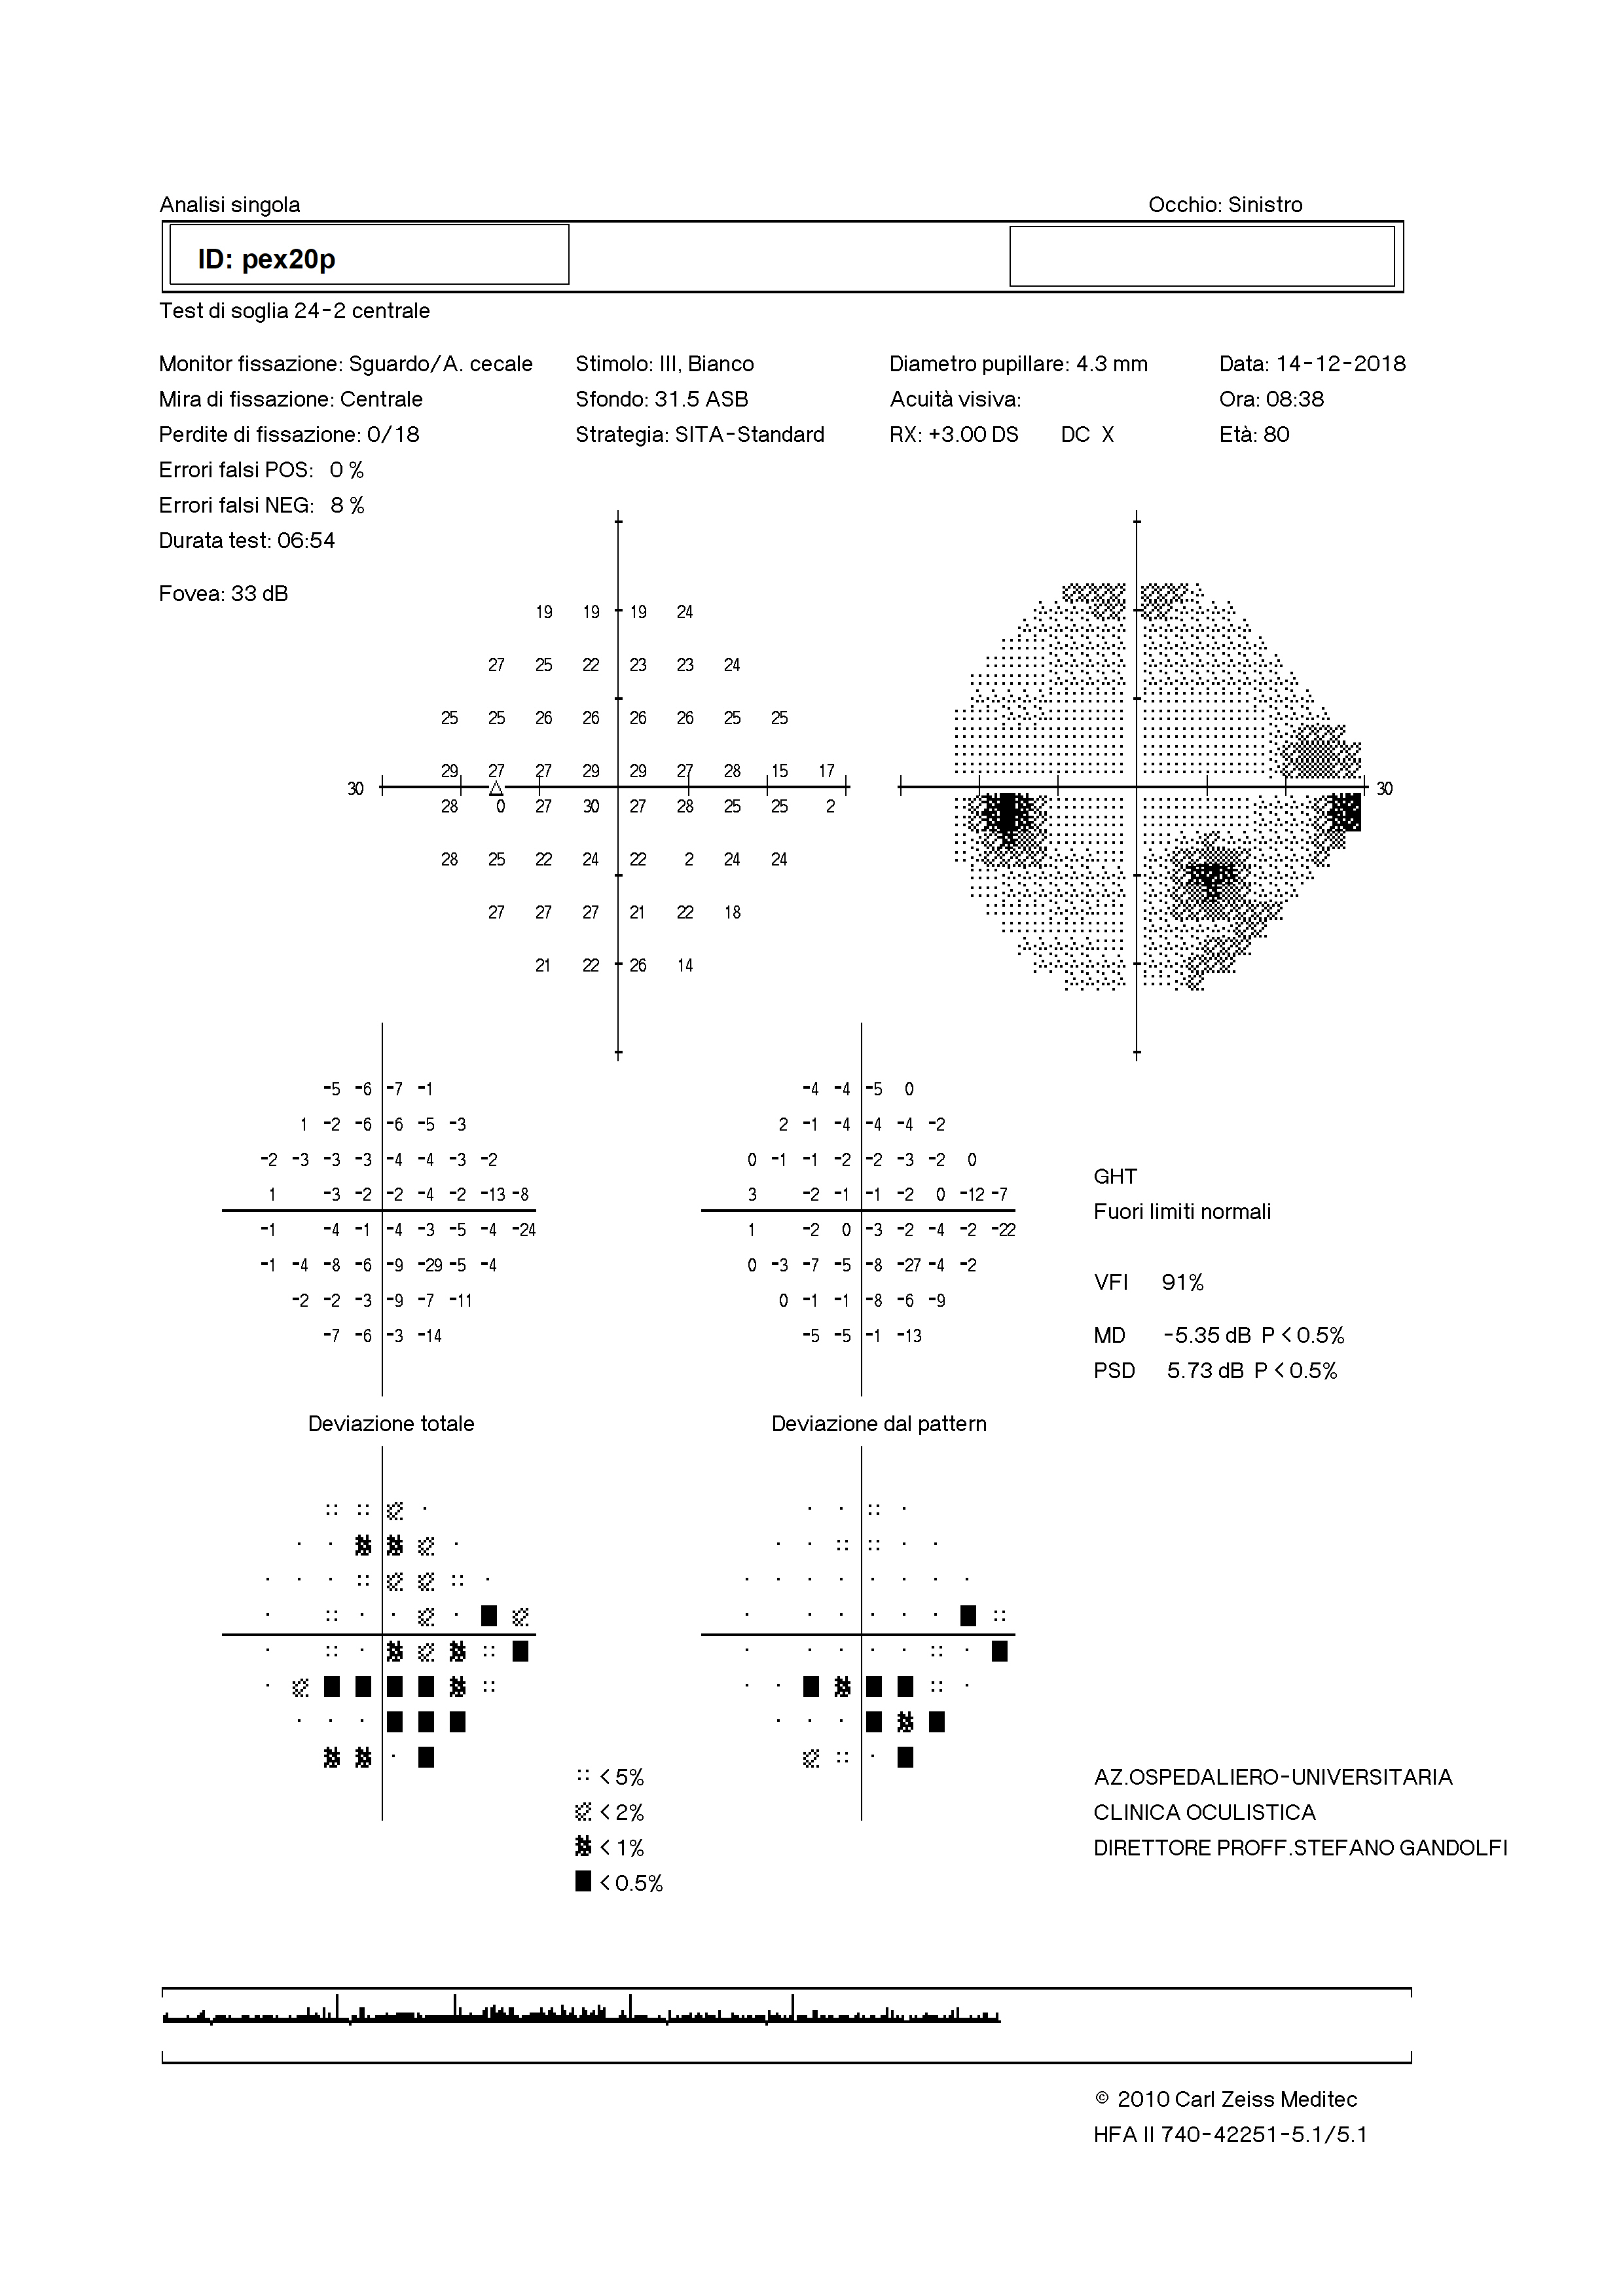 Analisi singola Occhio: Sinistro
ID: pex20p
Test di soglia 24-2 centrale
Monitor fissazione: Sguardo/A. cecale Stimolo: III, Bianco Diametro pupillare: 4.3 mm Data: 14-12-2018
Mira di fissazione: Centrale Sfondo: 31.5 ASB Acuità visiva: Ora: 08:38
Perdite di fissazione: 0/18 Strategia: SITA-Standard RX: +3.00 DS DC X Età: 80
Errori falsi POS: 0 %
Errori falsi NEG: 8 %
Durata test: 06:54
Fovea: 33 dB
19 19 19 24
27 25 22 23 23 24
25 25 26 26 26 26 25 25
29 27 27 29 29 27 28 15 17
30 30
28 0 27 30 27 28 25 25 2
28 25 22 24 22 2 24 24
27 27 27 21 22 18
21 22 26 14
-5 -6 -7 -1 -4 -4 -5 0
1 -2 -6 -6 -5 -3 2 -1 -4 -4 -4 -2
-2 -3 -3 -3 -4 -4 -3 -2 0 -1 -1 -2 -2 -3 -2 0
1 -3 -2 -2 -4 -2 -13 -8 3 -2 -1 -1 -2 0 -12 -7
-1 -4 -1 -4 -3 -5 -4 -24 1 -2 0 -3 -2 -4 -2 -22
-1 -4 -8 -6 -9 -29 -5 -4 0 -3 -7 -5 -8 -27 -4 -2
-2 -2 -3 -9 -7 -11 0 -1 -1 -8 -6 -9
-7 -6 -3 -14 -5 -5 -1 -13
GHT
Fuori limiti normali
VFI 91%
MD -5.35 dB P < 0.5%
PSD 5.73 dB P < 0.5%
Deviazione totale Deviazione dal pattern
< 5%
< 2%
< 1%
< 0.5%
AZ.OSPEDALIERO-UNIVERSITARIA
CLINICA OCULISTICA
DIRETTORE PROFF.STEFANO GANDOLFI
© 2010 Carl Zeiss Meditec
HFA II 740-42251-5.1/5.1